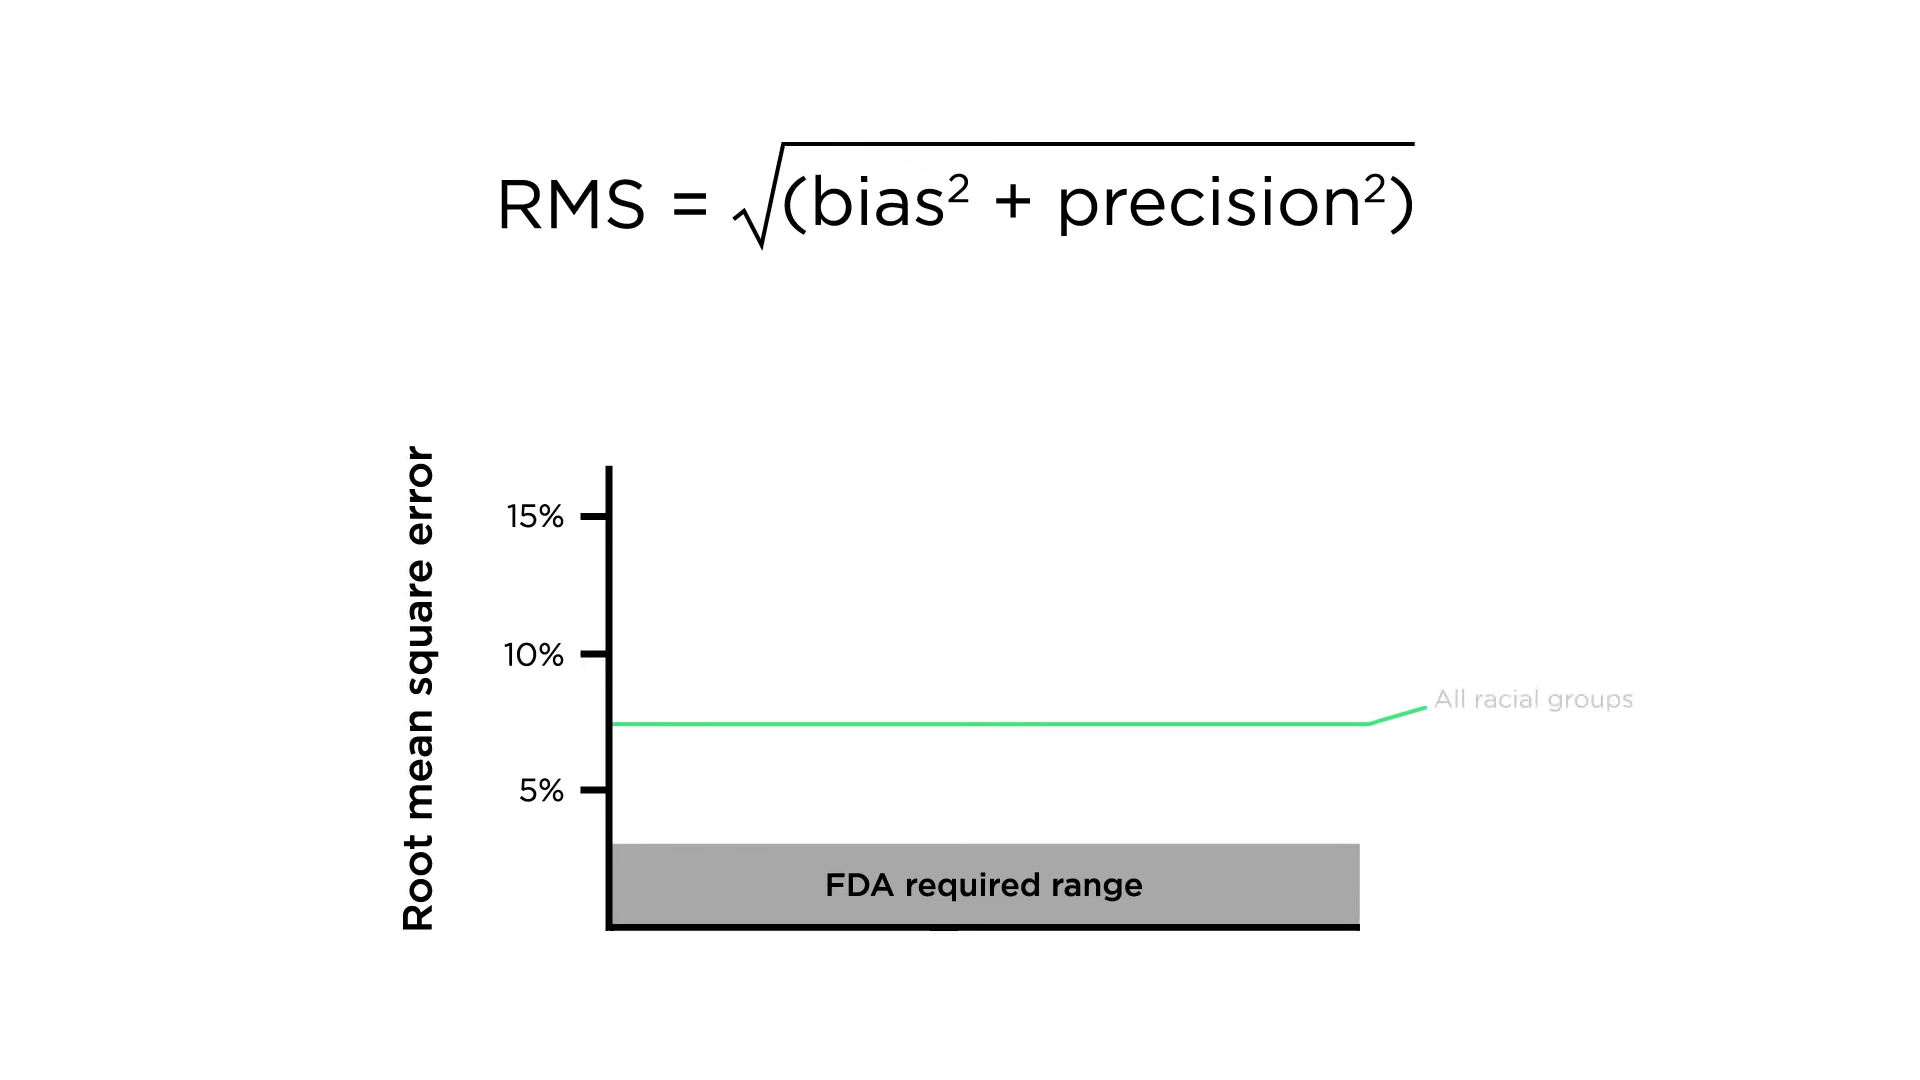 RMS = √(bias² + precision²)
Root mean square error
15%
10%
All racial groups
5%
FDA required range